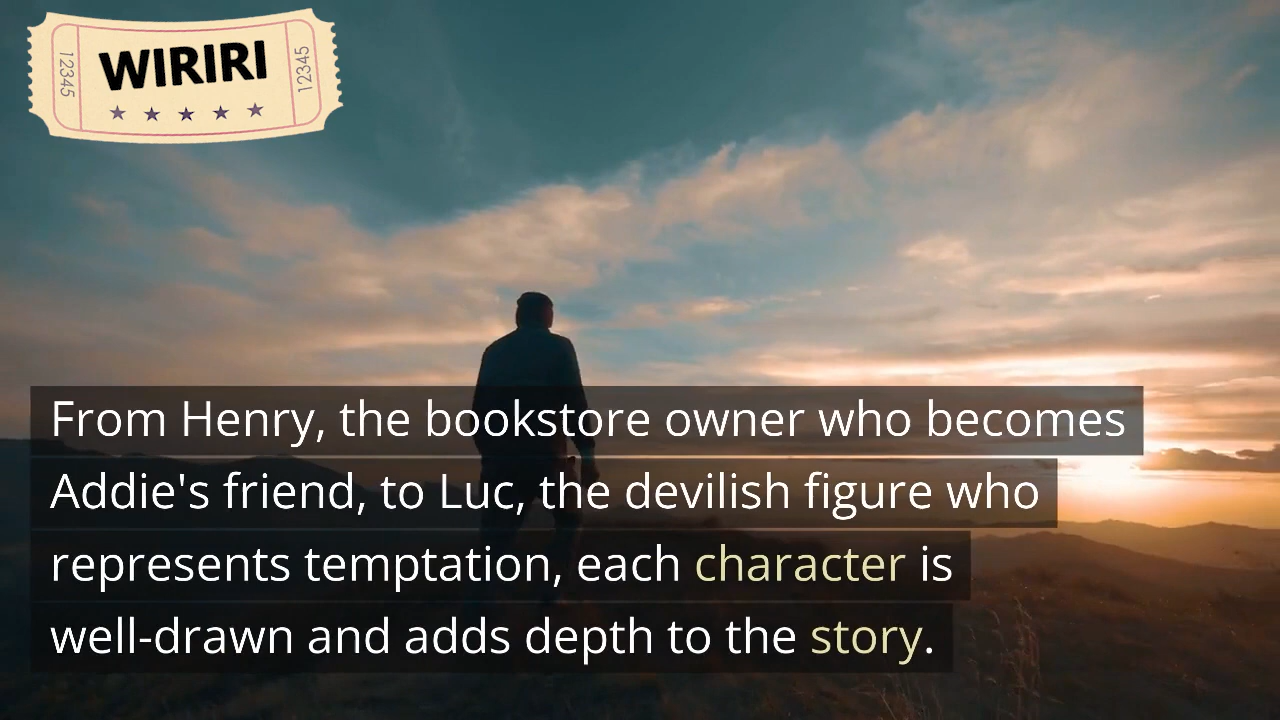 WIRIRI
12345
12345
From Henry, the bookstore owner who becomes
Addie's friend, to Luc, the devilish figure who
represents temptation, each character is
well-drawn and adds depth to the story.